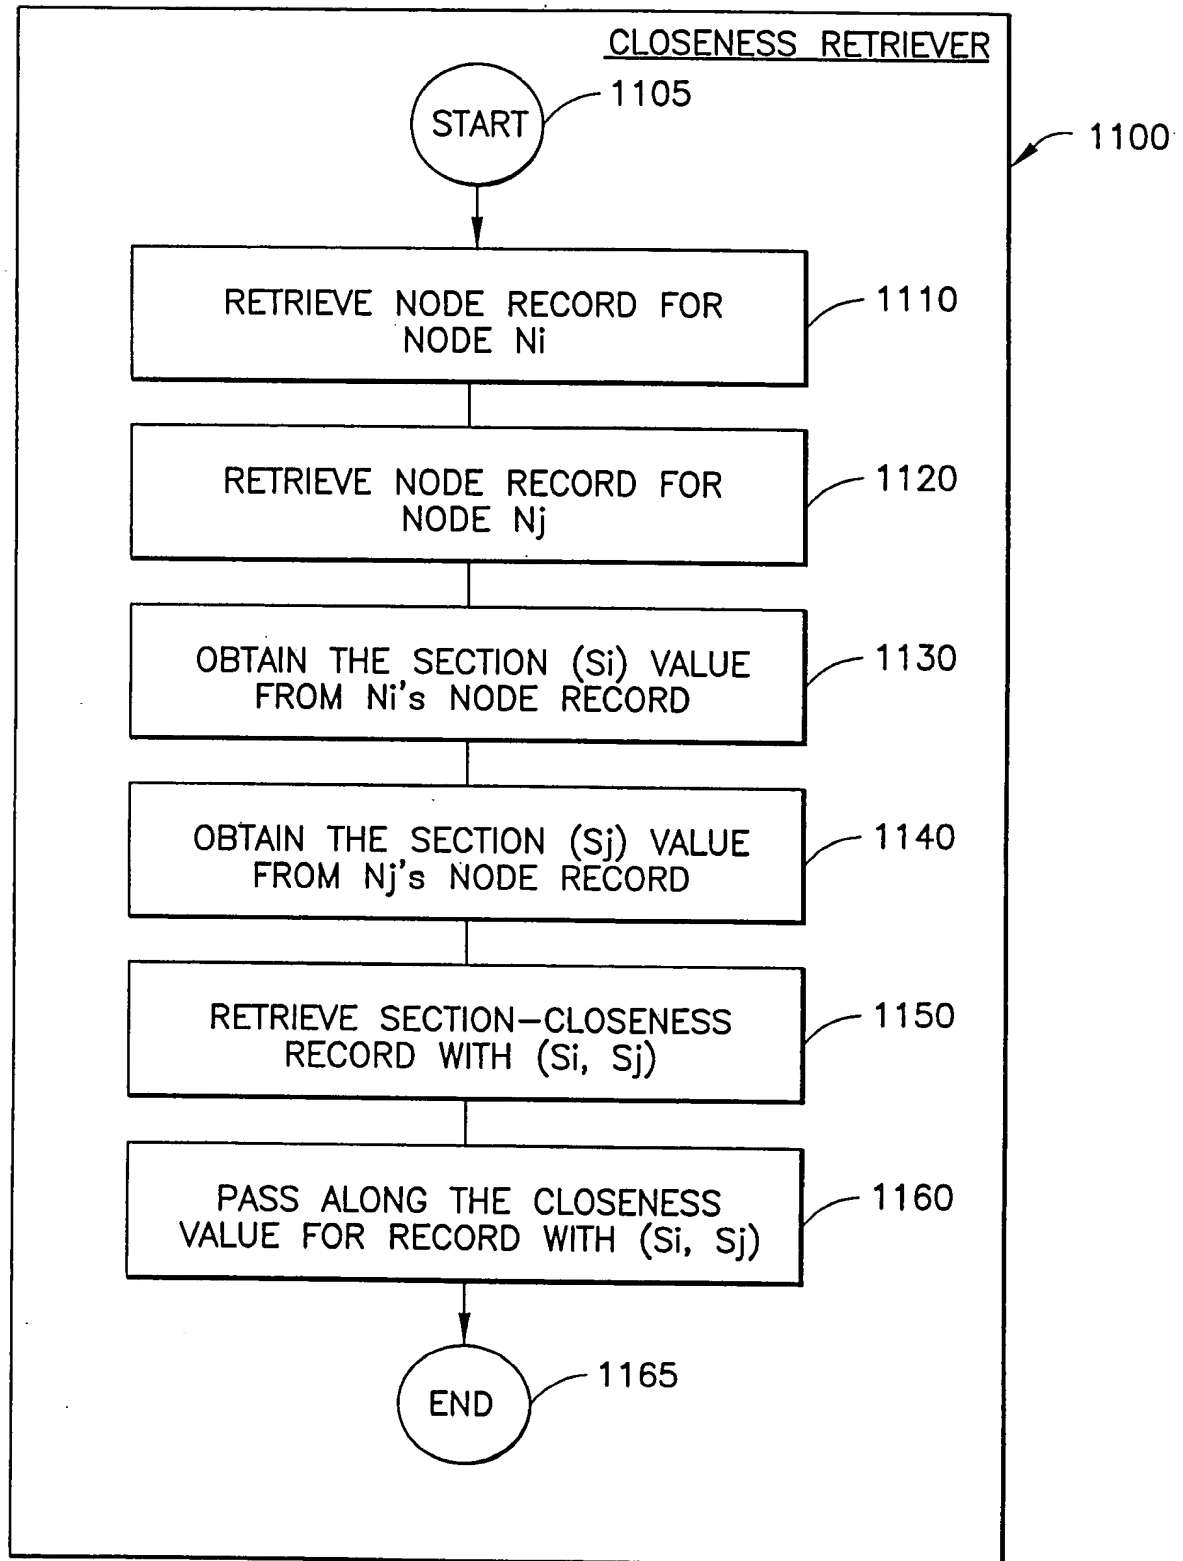 CLOSENESS RETRIEVER
START
1105
1100
RETRIEVE NODE RECORD FOR
NODE Ni
1110
RETRIEVE NODE RECORD FOR
NODE Nj
1120
OBTAIN THE SECTION (Si) VALUE
FROM Ni's NODE RECORD
1130
OBTAIN THE SECTION (Sj) VALUE
FROM Nj's NODE RECORD
1140
RETRIEVE SECTION–CLOSENESS
RECORD WITH (Si, Sj)
1150
PASS ALONG THE CLOSENESS
VALUE FOR RECORD WITH (Si, Sj)
1160
END
1165